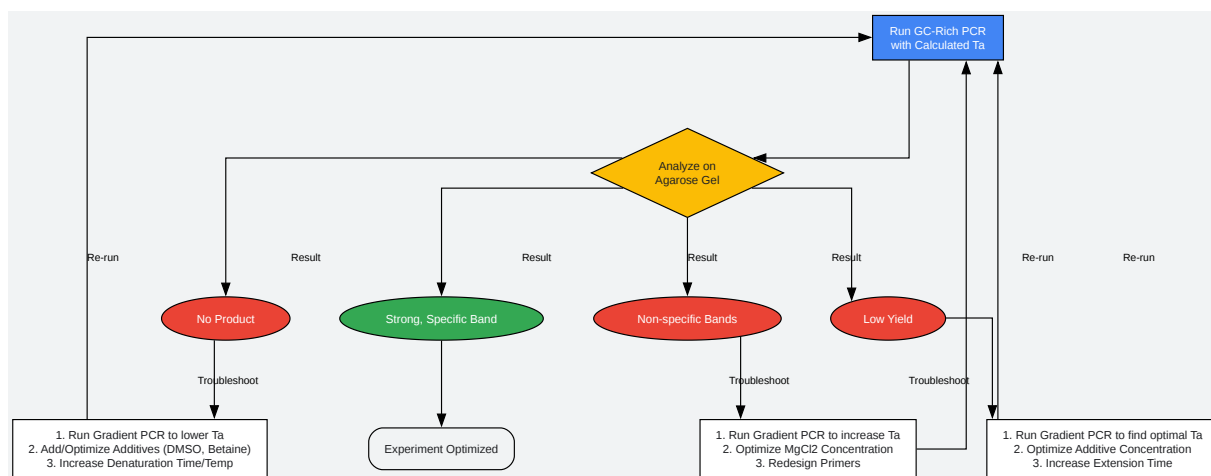 Run GC-Rich PCR
with Calculated Ta
Analyze on
Agarose Gel
Re-run
Result
Result
Result
Result
Re-run
Re-run
No Product
Strong, Specific Band
Non-specific Bands
Low Yield
Troubleshoot
Troubleshoot
Troubleshoot
1. Run Gradient PCR to lower Ta
2. Add/Optimize Additives (DMSO, Betaine)
3. Increase Denaturation Time/Temp
Experiment Optimized
1. Run Gradient PCR to increase Ta
2. Optimize MgCl2 Concentration
3. Redesign Primers
1. Run Gradient PCR to find optimal Ta
2. Optimize Additive Concentration
3. Increase Extension Time